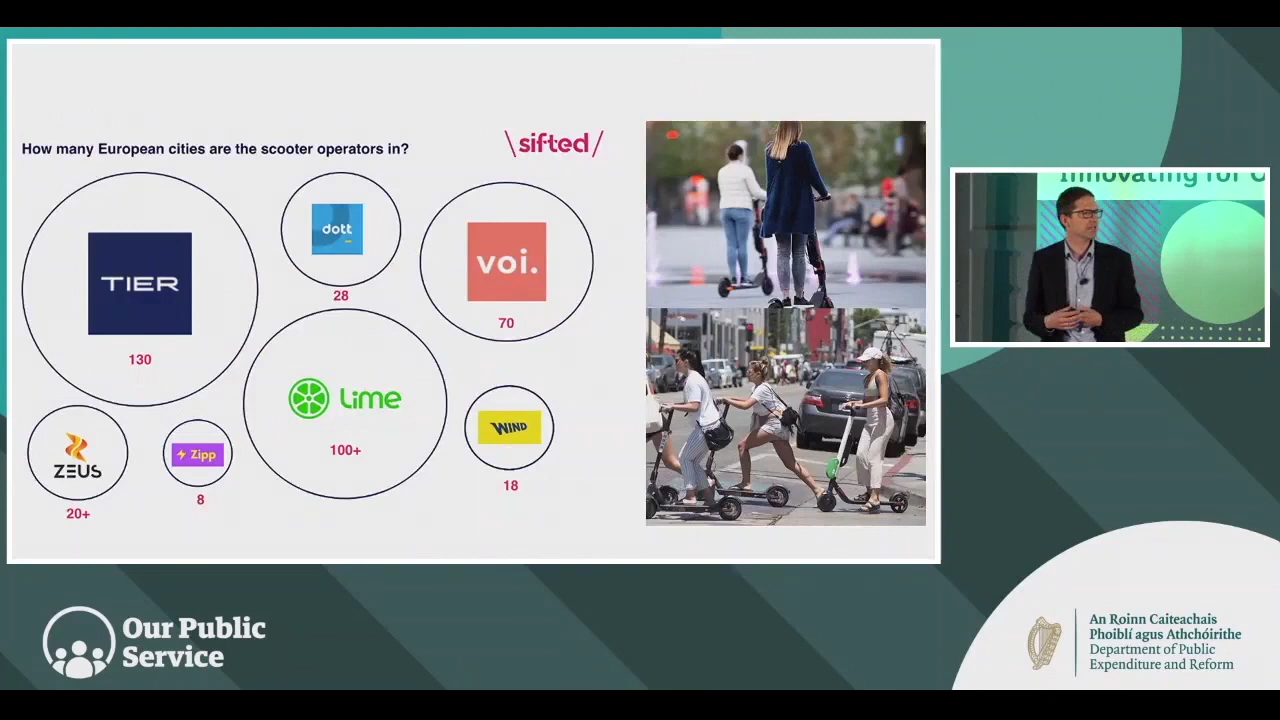 How many European cities are the scooter operators in?
\sifted/
TIER
130
dott
28
voi.
70
Lime
100+
WIND
18
ZEUS
20+
Zipp
8
Innovating for
Our Public
Service
An Roinn Caiteachais
Phoiblí agus Athchóirithe
Department of Public
Expenditure and Reform